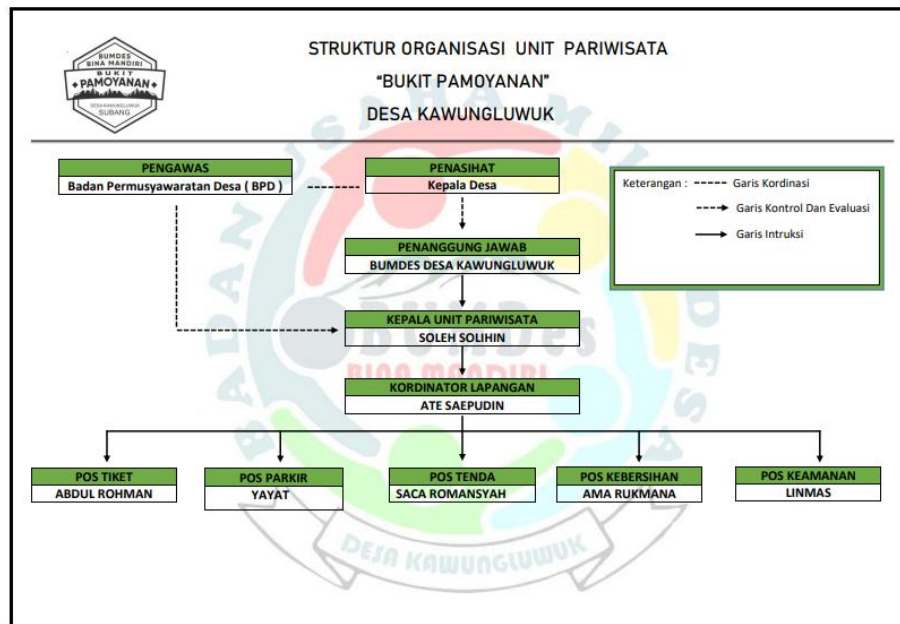 BUMDES
BINA MANDIRI
BUKIT
PAMOYANAN
DESA KAWUNGLUWUK
SUBANG
STRUKTUR ORGANISASI UNIT PARIWISATA
"BUKIT PAMOYANAN"
DESA KAWUNGLUWUK
PENGAWAS
Badan Permusyawaratan Desa ( BPD )
PENASIHAT
Kepala Desa
Keterangan : Garis Kordinasi
Garis Kontrol Dan Evaluasi
Garis Intruksi
PENANGGUNG JAWAB
BUMDES DESA KAWUNGLUWUK
KEPALA UNIT PARIWISATA
SOLEH SOLIHIN
KORDINATOR LAPANGAN
ATE SAEPUDIN
POS TIKET
ABDUL ROHMAN
POS PARKIR
YAYAT
POS TENDA
SACA ROMANSYAH
POS KEBERSIHAN
AMA RUKMANA
POS KEAMANAN
LINMAS
BADAN USAHA MILIK DESA
BUMDes
BINA MANDIRI
DESA KAWUNGLUWUK